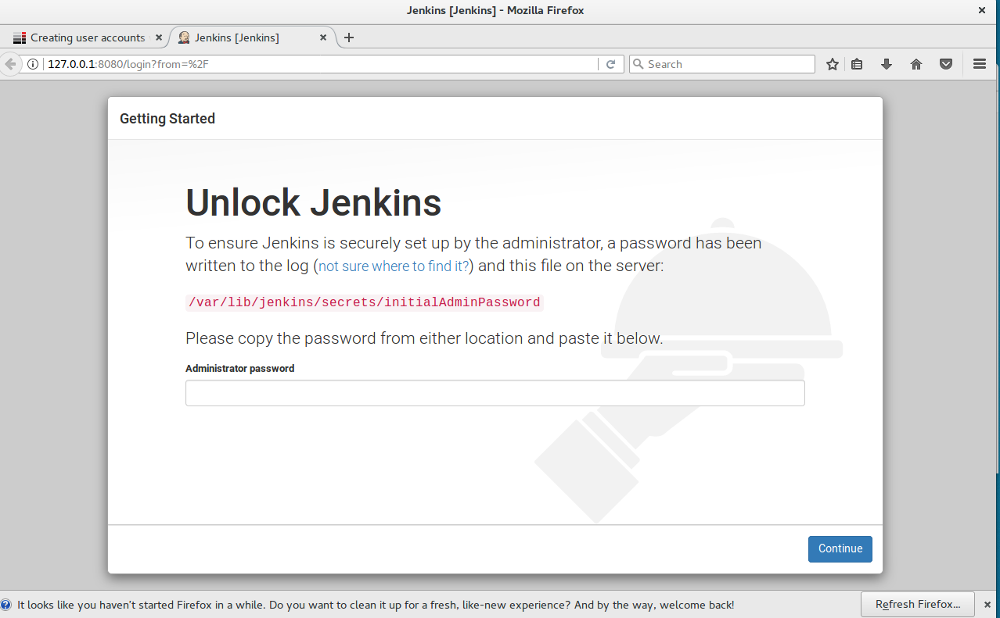 Jenkins [Jenkins] - Mozilla Firefox
Creating user accounts
Jenkins [Jenkins]
127.0.0.1:8080/login?from=%2F
Search
Getting Started
Unlock Jenkins
To ensure Jenkins is securely set up by the administrator, a password has been
written to the log (not sure where to find it?) and this file on the server:
/var/lib/jenkins/secrets/initialAdminPassword
Please copy the password from either location and paste it below.
Administrator password
Continue
It looks like you haven't started Firefox in a while. Do you want to clean it up for a fresh, like-new experience? And by the way, welcome back!
Refresh Firefox...